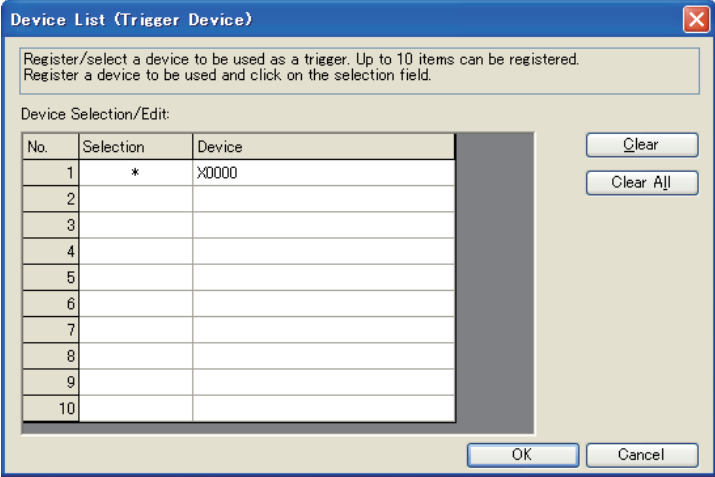 Device List (Trigger Device)
Register/select a device to be used as a trigger. Up to 10 items can be registered.
Register a device to be used and click on the selection field.
Device Selection/Edit:
No. Selection Device
1 * X0000
2
3
4
5
6
7
8
9
10
Clear
Clear All
OK Cancel